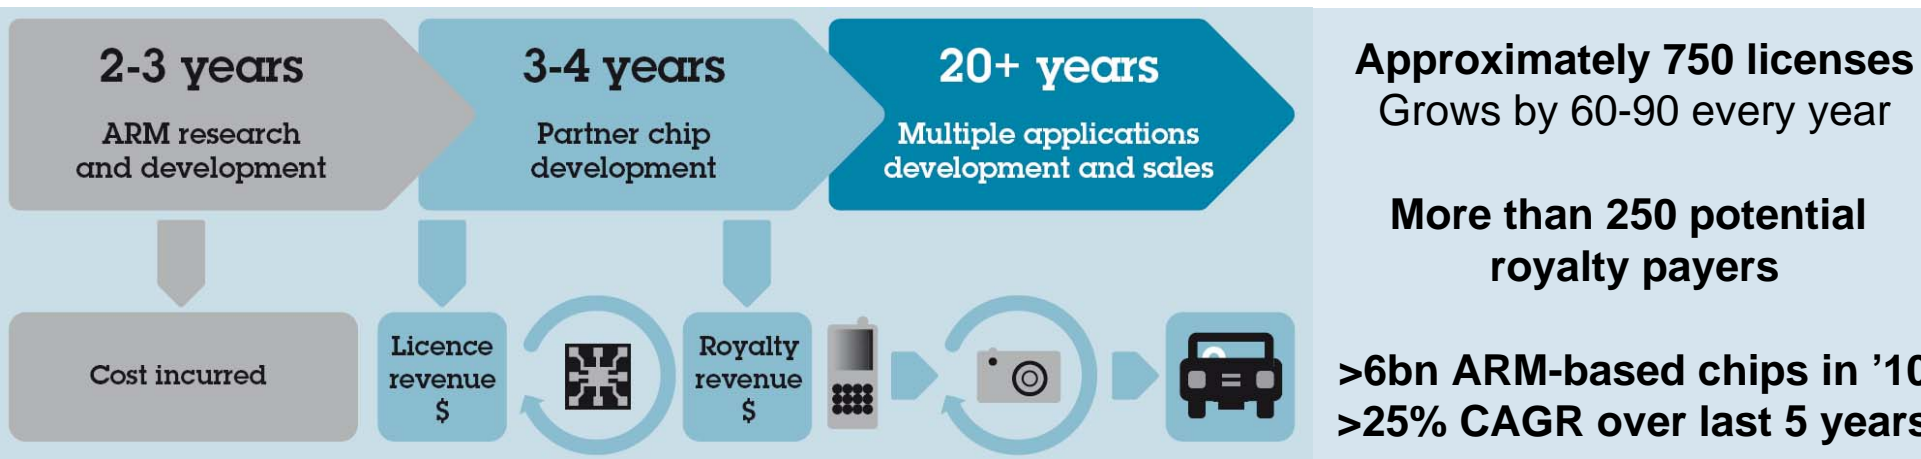 2-3 years
ARM research
and development
3-4 years
Partner chip
development
20+ years
Multiple applications
development and sales
Cost incurred
Licence
revenue
$
Royalty
revenue
$
Approximately 750 licenses
Grows by 60-90 every year
More than 250 potential
royalty payers
>6bn ARM-based chips in ’10
>25% CAGR over last 5 years